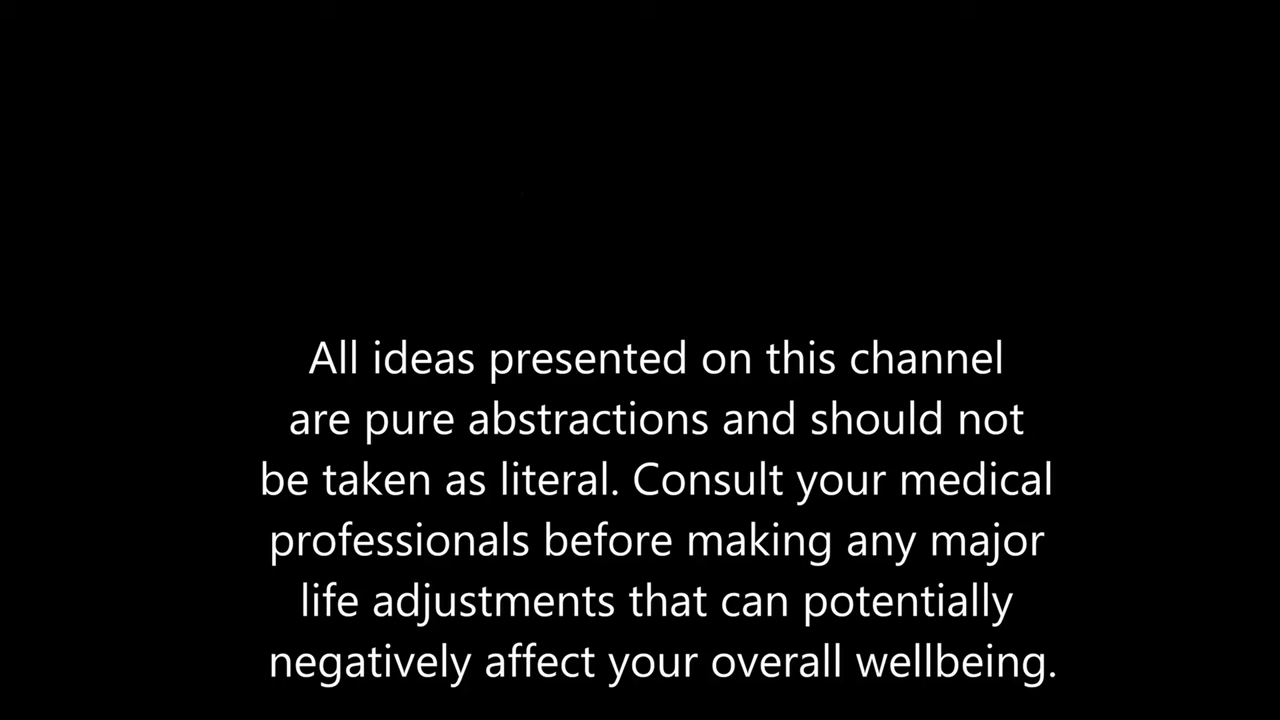 All ideas presented on this channel
are pure abstractions and should not
be taken as literal. Consult your medical
professionals before making any major
life adjustments that can potentially
negatively affect your overall wellbeing.